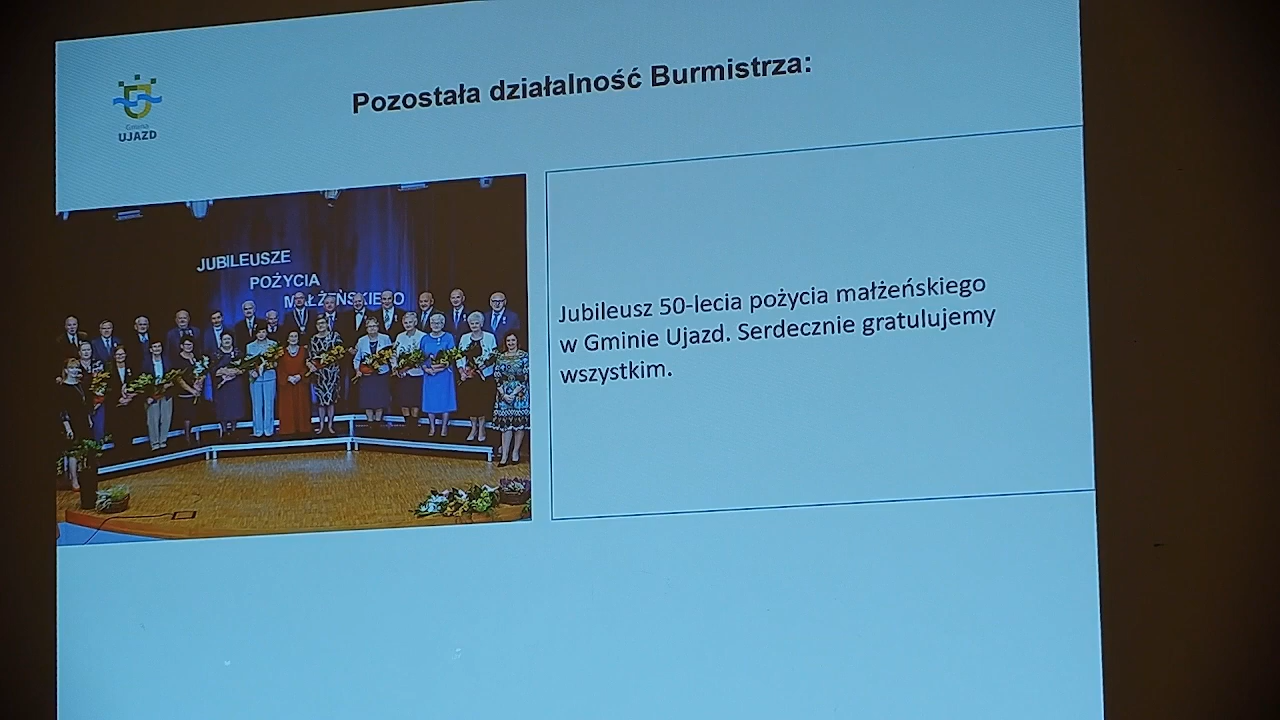 Pozostała działalność Burmistrza:
Gmina
UJAZD
JUBILEUSZE
POŻYCIA
MAŁŻEŃSKIEGO
Jubileusz 50-lecia pożycia małżeńskiego
w Gminie Ujazd. Serdecznie gratulujemy
wszystkim.